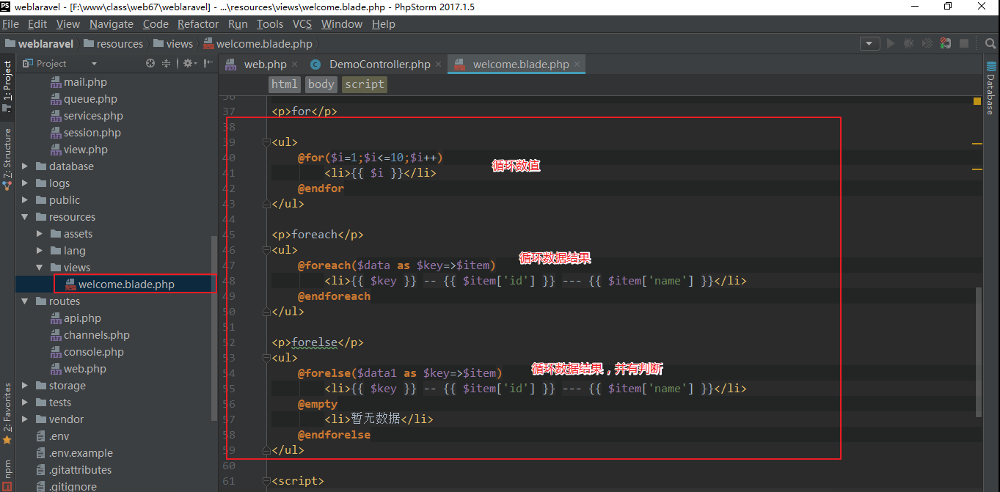 weblaravel - [F:\www\class\web67\weblaravel] - ...\resources\views\welcome.blade.php - PhpStorm 2017.1.5
File Edit View Navigate Code Refactor Run Tools VCS Window Help
weblaravel resources views welcome.blade.php
Project
web.php
DemoController.php
welcome.blade.php
html body script
1: Project
7: Structure
2: Favorites
npm
Database
mail.php
queue.php
services.php
session.php
view.php
database
logs
public
resources
assets
lang
views
welcome.blade.php
routes
api.php
channels.php
console.php
web.php
storage
tests
vendor
.env
.env.example
.gitattributes
.gitignore
36
37 <p>for</p>
38
39 <ul>
40 @for($i=1;$i<=10;$i++) 循环数值
41 <li>{{ $i }}</li>
42 @endfor
43 </ul>
44
45 <p>foreach</p>
46 <ul>
47 @foreach($data as $key=>$item) 循环数据结果
48 <li>{{ $key }} -- {{ $item['id'] }} --- {{ $item['name'] }}</li>
49 @endforeach
50 </ul>
51
52 <p>forelse</p>
53 <ul>
54 @forelse($data1 as $key=>$item) 循环数据结果，并有判断
55 <li>{{ $key }} -- {{ $item['id'] }} --- {{ $item['name'] }}</li>
56 @empty
57 <li>暂无数据</li>
58 @endforelse
59 </ul>
60
61 <script>